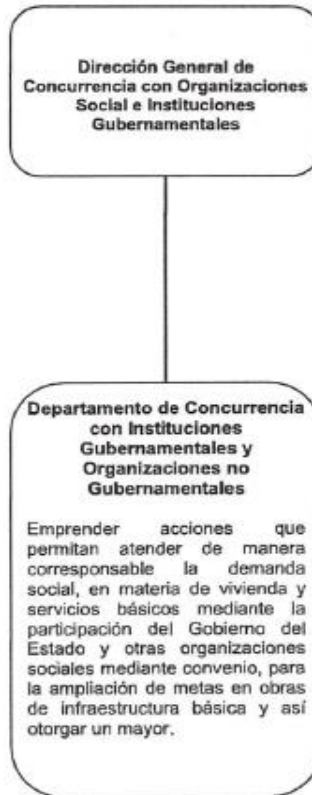 Dirección General de
Concurrencia con Organizaciones
Social e Instituciones
Gubernamentales
Departamento de Concurrencia
con Instituciones
Gubernamentales y
Organizaciones no
Gubernamentales
Emprender acciones que
permitan atender de manera
corresponsable la demanda
social, en materia de vivienda y
servicios básicos mediante la
participación del Gobierno del
Estado y otras organizaciones
sociales mediante convenio, para
la ampliación de metas en obras
de infraestructura básica y así
otorgar un mayor.